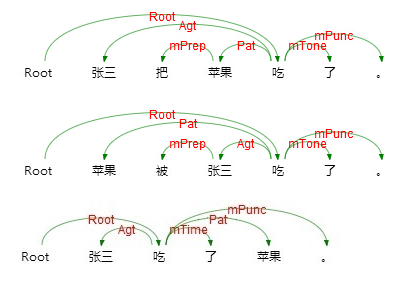 Root
Agt
mPrep Pat mTone mPunc
Root 张三 把 苹果 吃 了 。
Root
Pat
mPrep Agt mTone mPunc
Root 苹果 被 张三 吃 了 。
mPunc
Root Pat
Agt mTime
Root 张三 吃 了 苹果 。